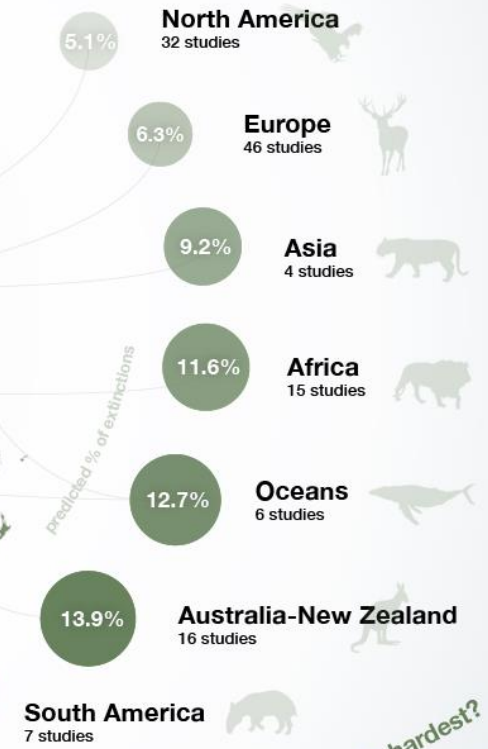 North America
5.1%
32 studies
Europe
6.3%
46 studies
Asia
9.2%
4 studies
Africa
11.6%
15 studies
predicted % of extinctions
Oceans
12.7%
6 studies
Australia-New Zealand
13.9%
16 studies
South America
7 studies
hardest?